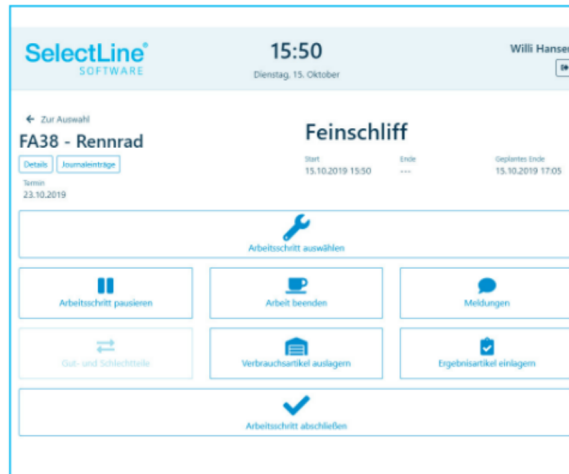 SelectLine®
SOFTWARE
15:50
Dienstag, 15. Oktober
Willi Hansen
Zur Auswahl
FA38 - Rennrad
Details
Journaleinträge
Termin
23.10.2019
Feinschliff
Start
15.10.2019 15:50
Ende
---
Geplantes Ende
15.10.2019 17:05
Arbeitsschritt auswählen
Arbeitsschritt pausieren
Arbeit beenden
Meldungen
Gut- und Schlechtteile
Verbrauchsartikel auslagern
Ergebnisartikel einlagern
Arbeitsschritt abschließen